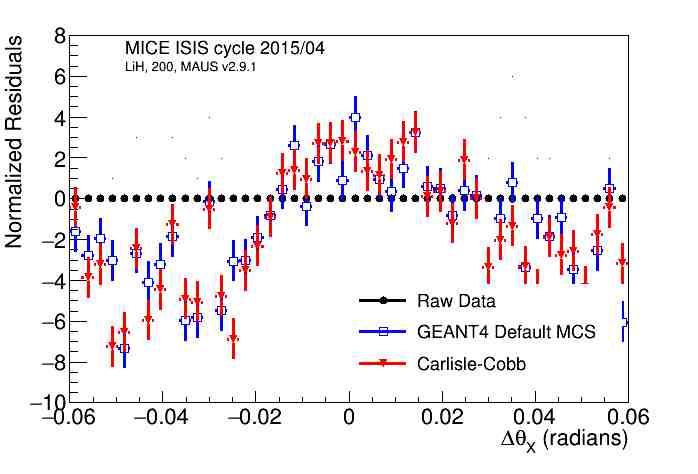 MICE ISIS cycle 2015/04
LiH, 200, MAUS v2.9.1
Normalized Residuals
8
6
4
2
0
−2
−4
−6
−8
−10
Raw Data
GEANT4 Default MCS
Carlisle-Cobb
−0.06 −0.04 −0.02 0 0.02 0.04 0.06
Δθ_X (radians)